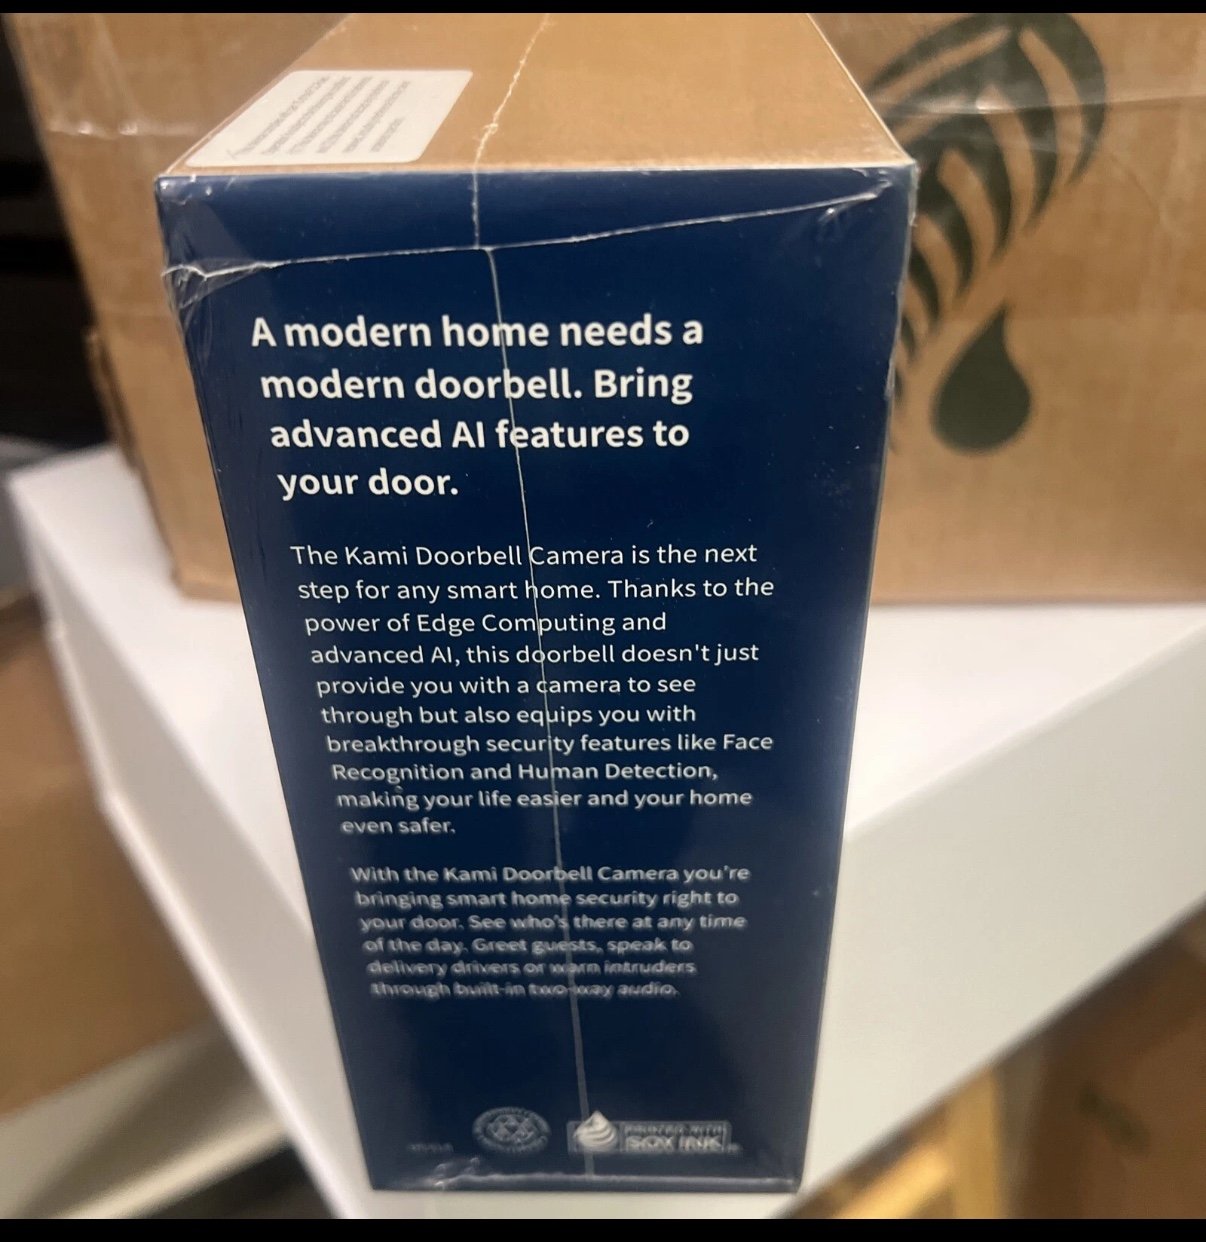 A modern home needs a
modern doorbell. Bring
advanced AI features to
your door.
The Kami Doorbell Camera is the next
step for any smart home. Thanks to the
power of Edge Computing and
advanced AI, this doorbell doesn't just
provide you with a camera to see
through but also equips you with
breakthrough security features like Face
Recognition and Human Detection,
making your life easier and your home
even safer.
With the Kami Doorbell Camera you're
bringing smart home security right to
your door. See who's there at any time
of the day. Greet guests, speak to
delivery drivers or warn intruders
through built-in two-way audio.
PRINTED WITH
SOY INK